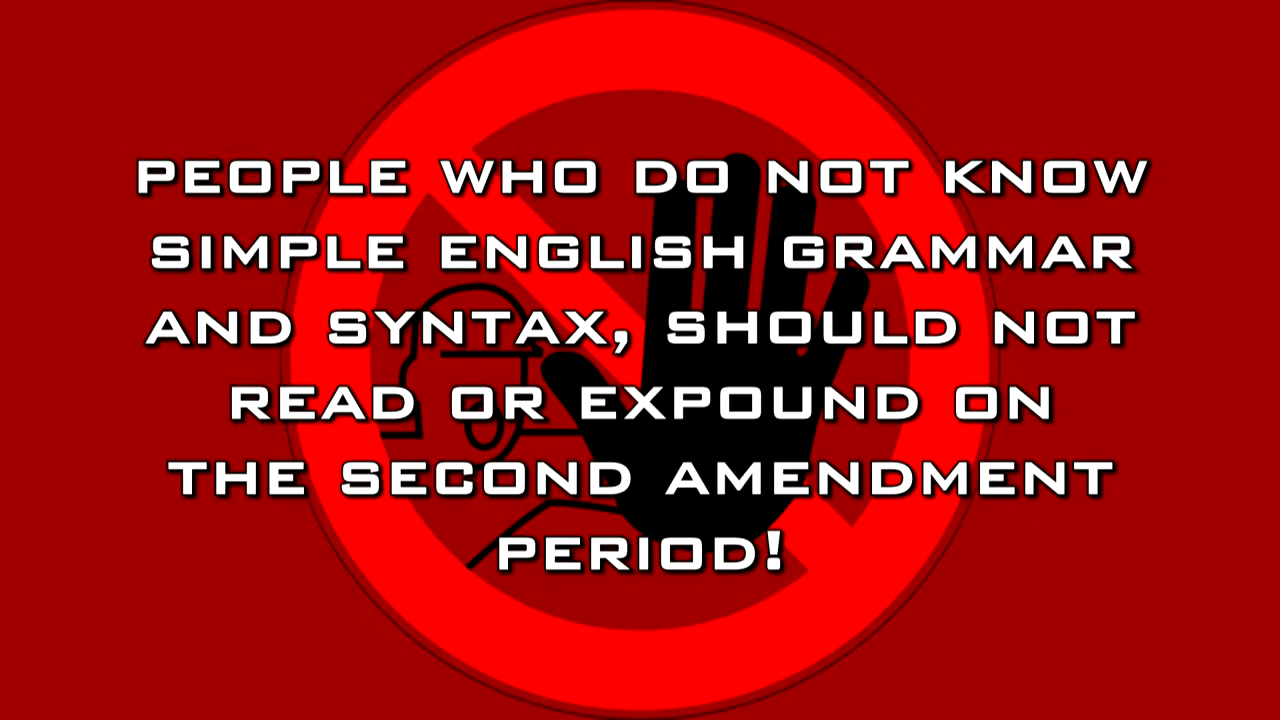 PEOPLE WHO DO NOT KNOW
SIMPLE ENGLISH GRAMMAR
AND SYNTAX, SHOULD NOT
READ OR EXPOUND ON
THE SECOND AMENDMENT
PERIOD!